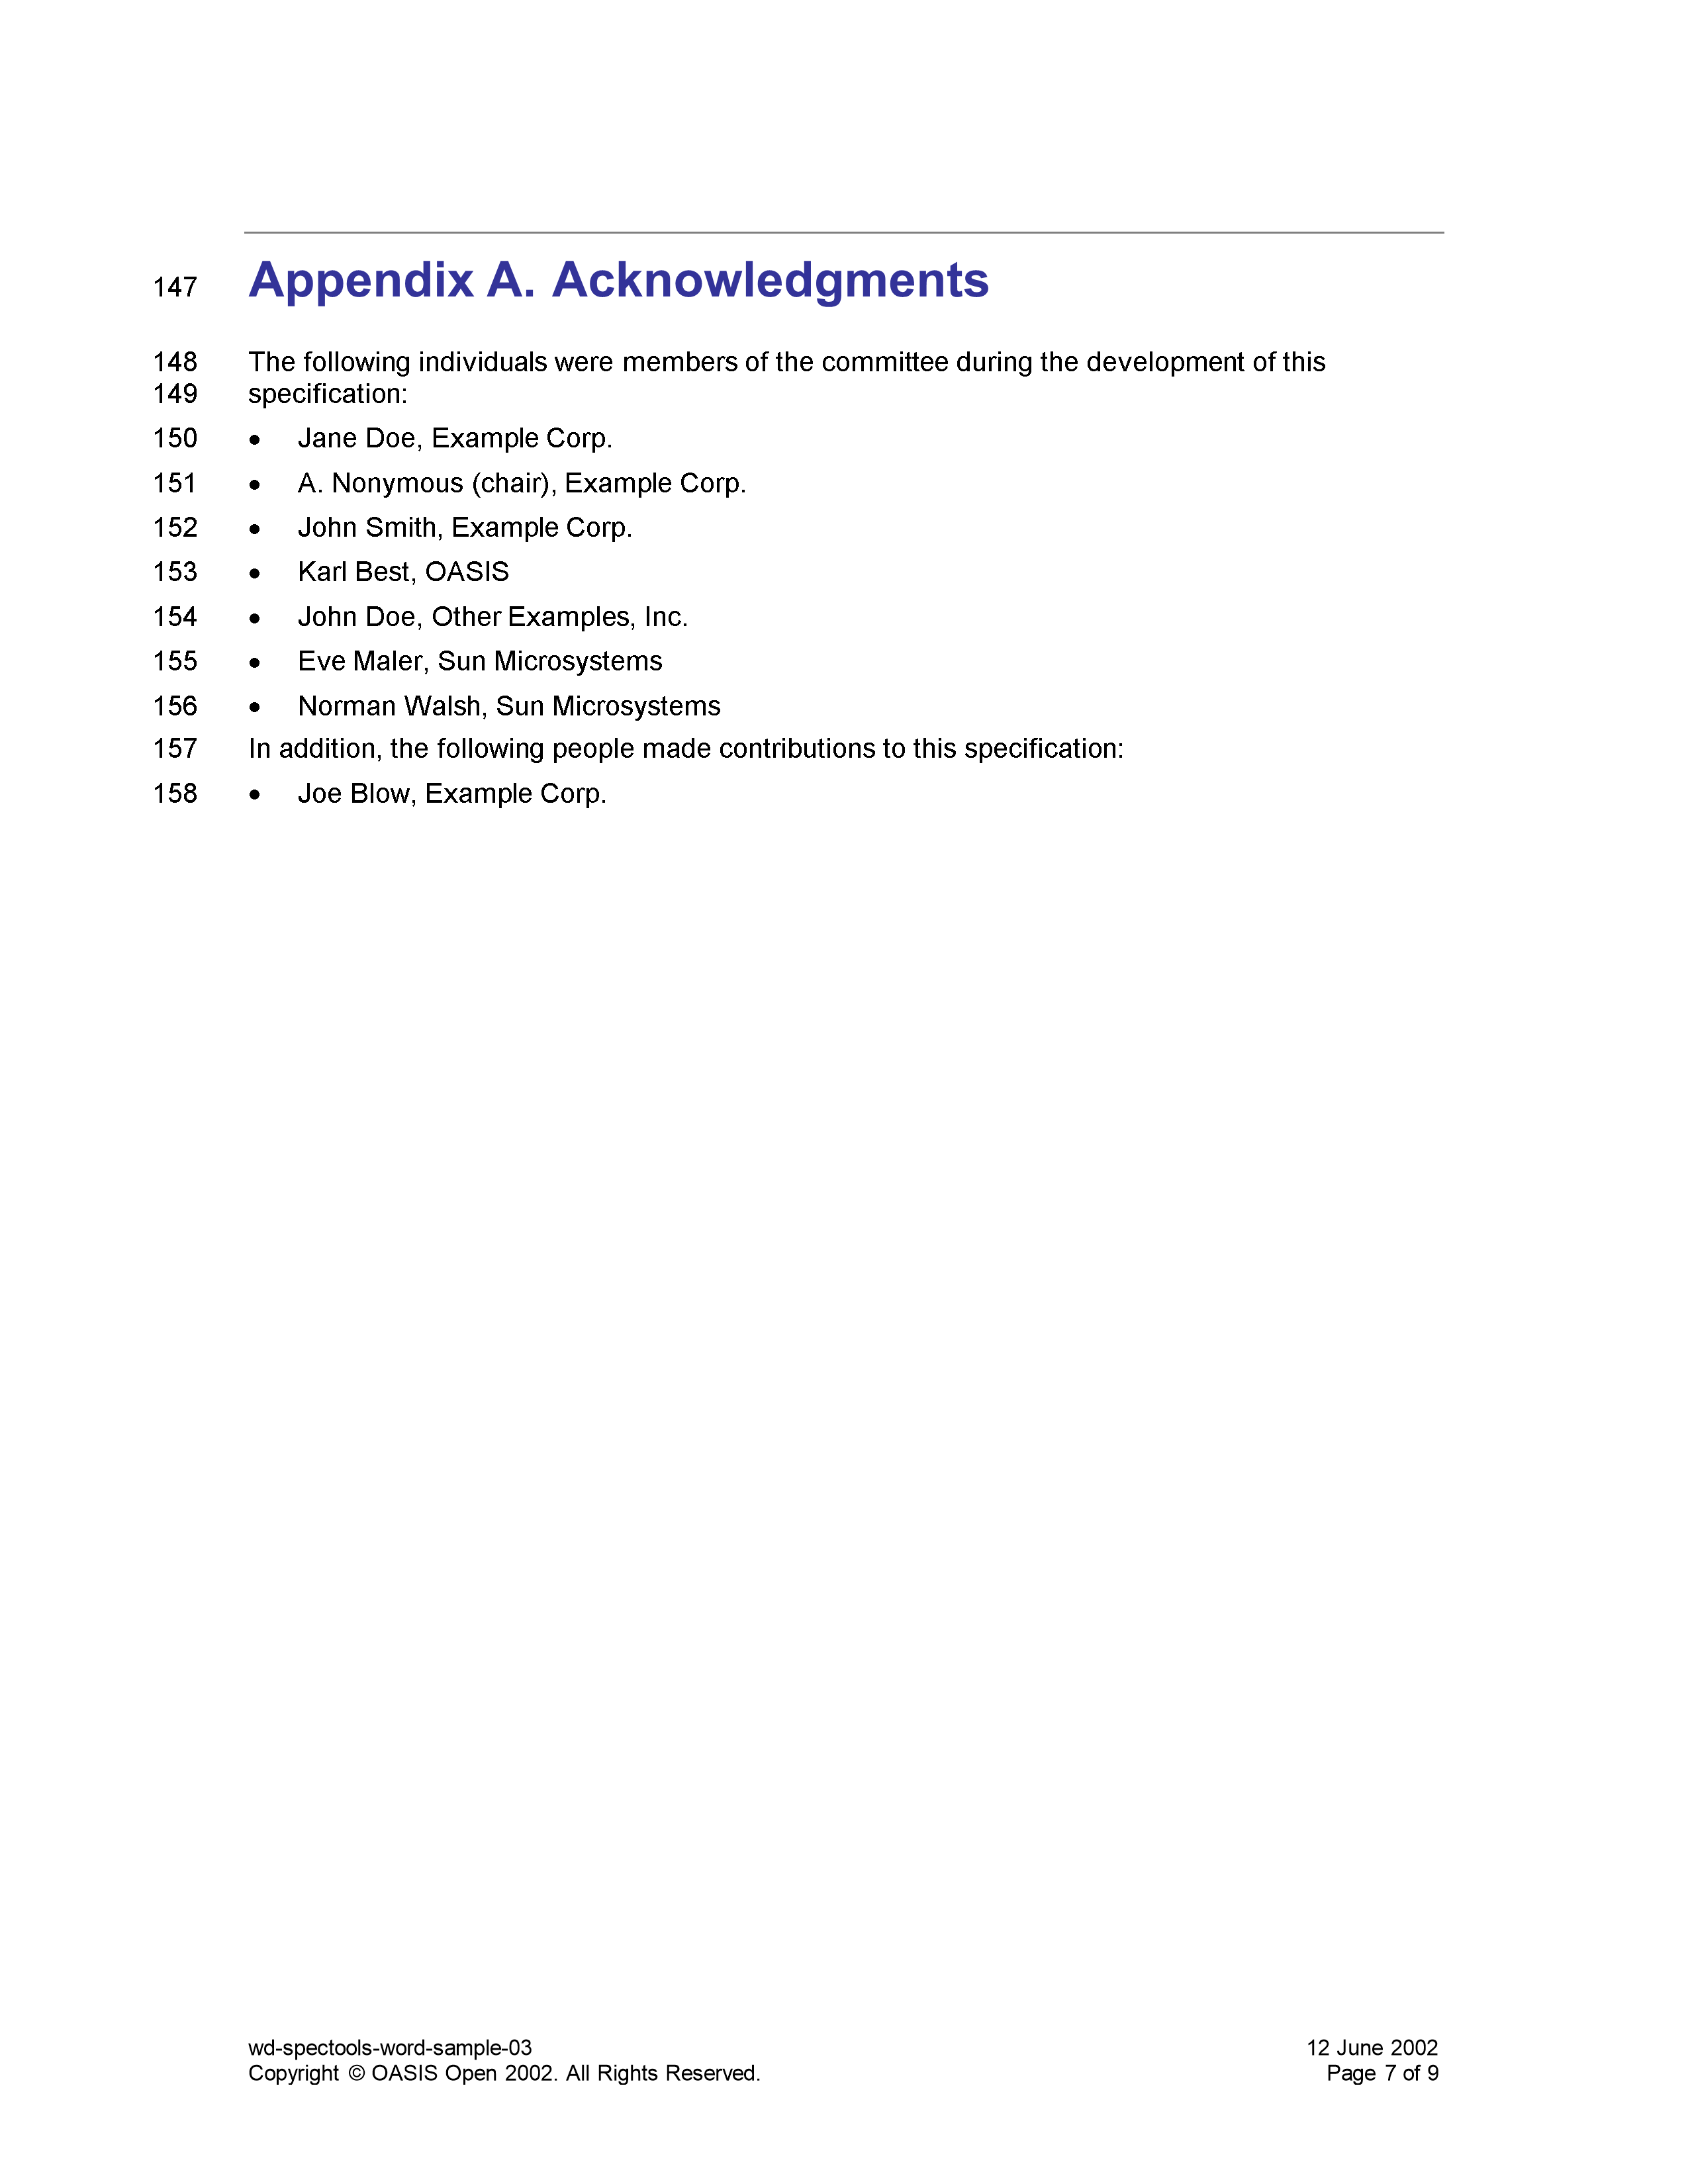 147 Appendix A. Acknowledgments
148 The following individuals were members of the committee during the development of this
149 specification:
150 • Jane Doe, Example Corp.
151 • A. Nonymous (chair), Example Corp.
152 • John Smith, Example Corp.
153 • Karl Best, OASIS
154 • John Doe, Other Examples, Inc.
155 • Eve Maler, Sun Microsystems
156 • Norman Walsh, Sun Microsystems
157 In addition, the following people made contributions to this specification:
158 • Joe Blow, Example Corp.
wd-spectools-word-sample-03 12 June 2002
Copyright © OASIS Open 2002. All Rights Reserved. Page 7 of 9